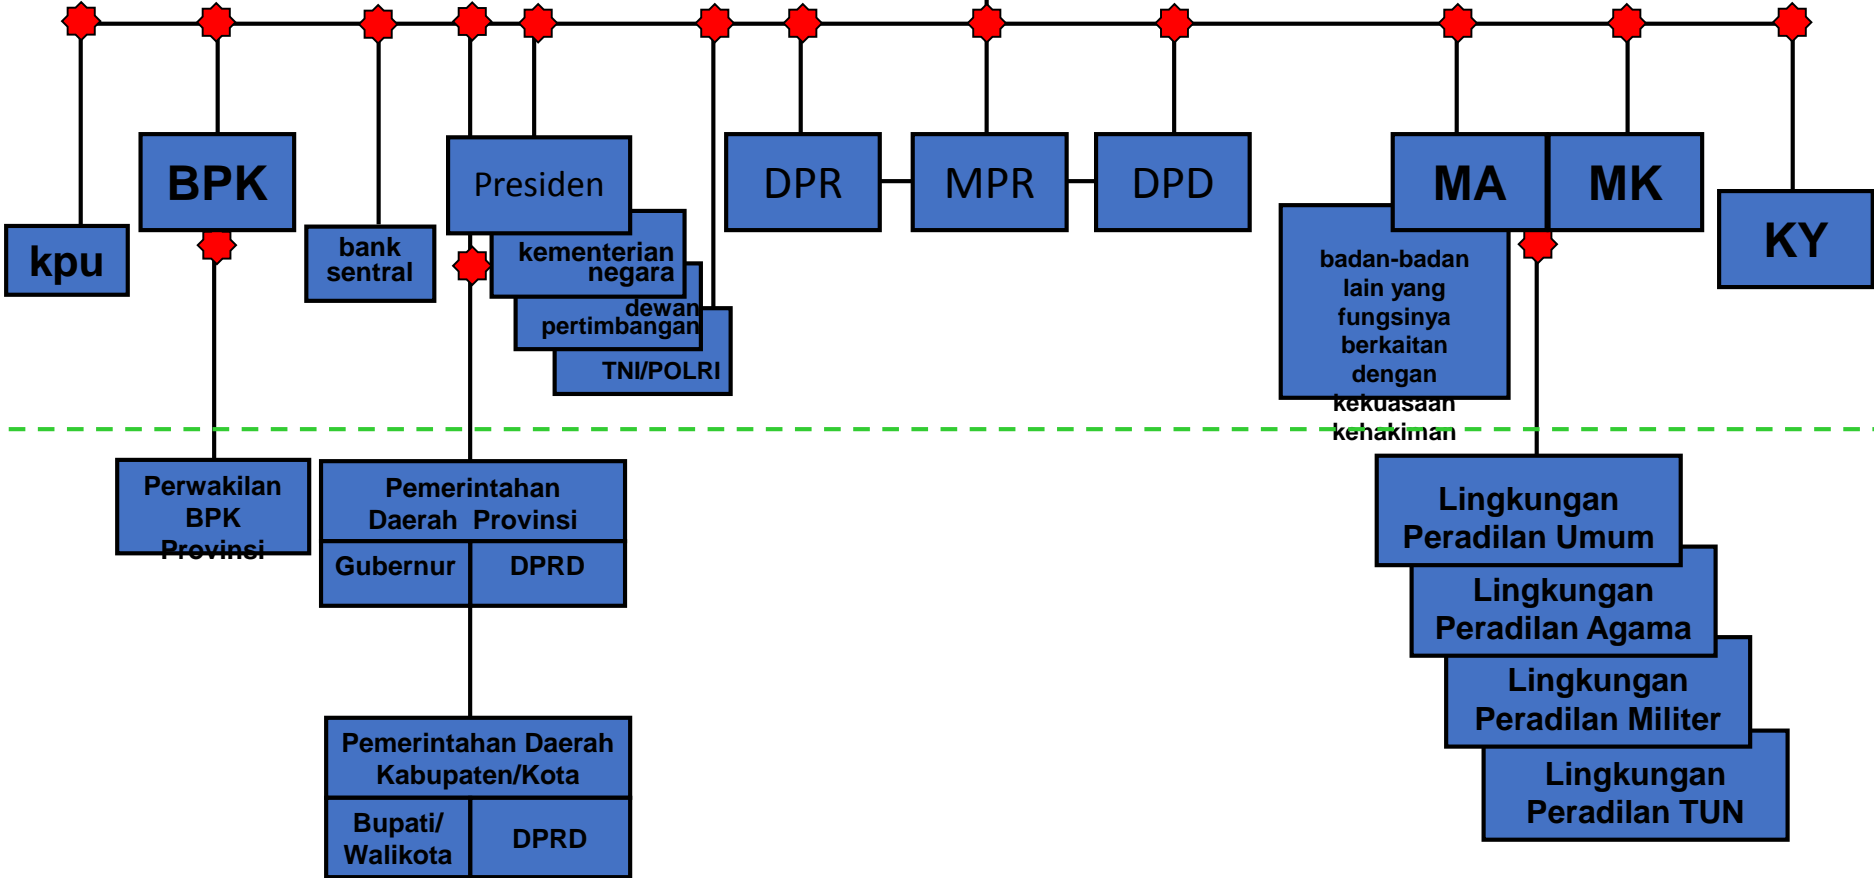 kpu
BPK
bank
sentral
Presiden
kementerian
negara
dewan
pertimbangan
TNI/POLRI
DPR
MPR
DPD
MA
MK
KY
badan-badan
lain yang
fungsinya
berkaitan
dengan
kekuasaan
kehakiman
Perwakilan
BPK
Provinsi
Pemerintahan
Daerah Provinsi
Gubernur
DPRD
Pemerintahan Daerah
Kabupaten/Kota
Bupati/
Walikota
DPRD
Lingkungan
Peradilan Umum
Lingkungan
Peradilan Agama
Lingkungan
Peradilan Militer
Lingkungan
Peradilan TUN